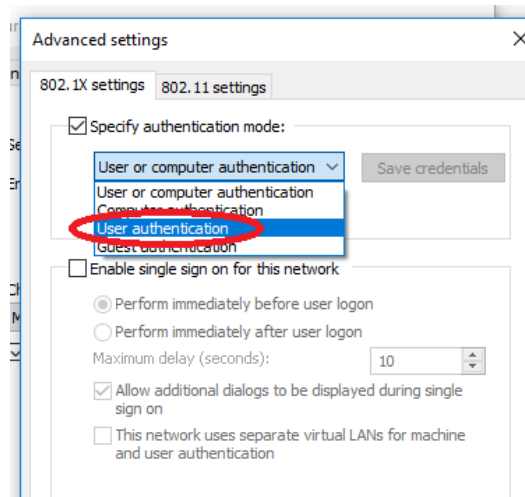 Advanced settings
802.1X settings
802.11 settings
Specify authentication mode:
User or computer authentication
Save credentials
User or computer authentication
Computer authentication
User authentication
Guest authentication
Enable single sign on for this network
Perform immediately before user logon
Perform immediately after user logon
Maximum delay (seconds):
10
Allow additional dialogs to be displayed during single
sign on
This network uses separate virtual LANs for machine
and user authentication